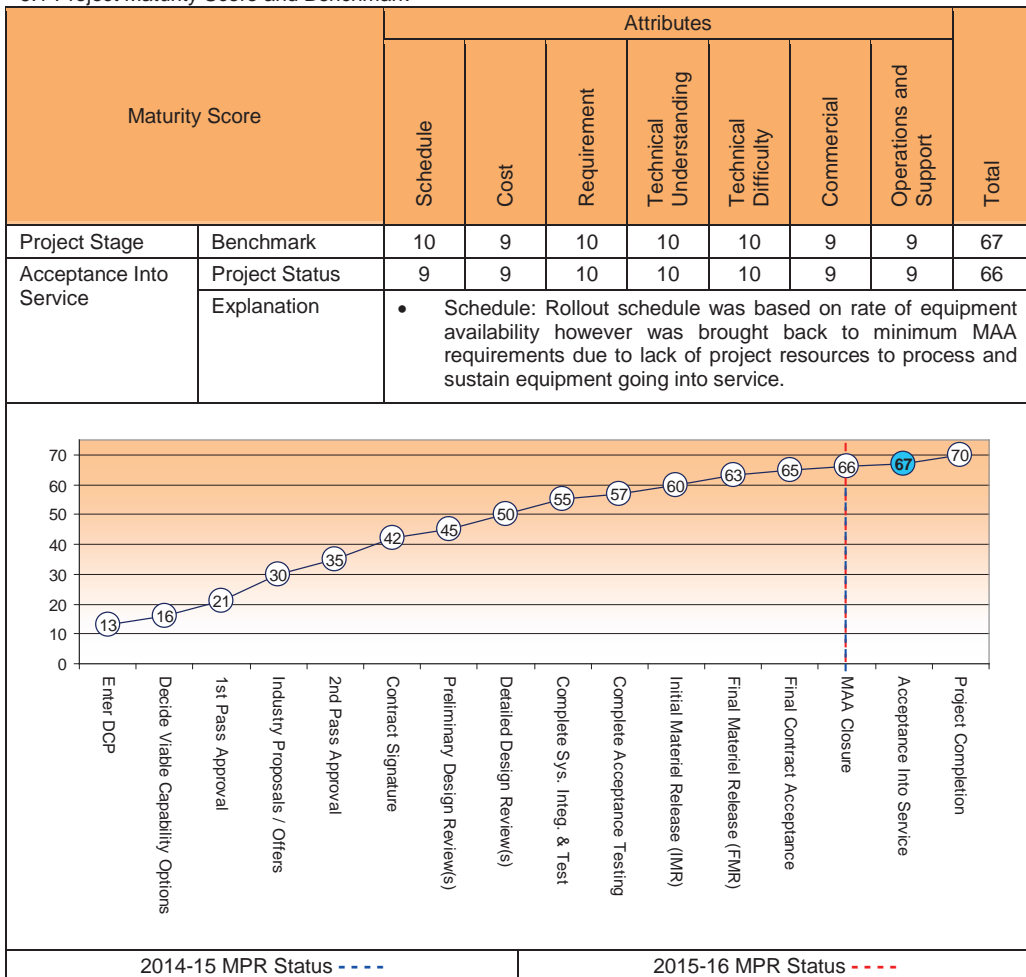 Maturity Score
Attributes
Schedule
Cost
Requirement
Technical
Understanding
Technical
Difficulty
Commercial
Operations and
Support
Total
Project Stage Benchmark 10 9 10 10 10 9 9 67
Acceptance Into
Service
Project Status 9 9 10 10 10 9 9 66
Explanation
• Schedule: Rollout schedule was based on rate of equipment
availability however was brought back to minimum MAA
requirements due to lack of project resources to process and
sustain equipment going into service.
70
60
50
40
30
20
10
0
13
16
21
30
35
42
45
50
55
57
60
63
65
66
67
70
Enter DCP
Decide Viable Capability Options
1st Pass Approval
Industry Proposals / Offers
2nd Pass Approval
Contract Signature
Preliminary Design Review(s)
Detailed Design Review(s)
Complete Sys. Integ. & Test
Complete Acceptance Testing
Initial Materiel Release (IMR)
Final Materiel Release (FMR)
Final Contract Acceptance
MAA Closure
Acceptance Into Service
Project Completion
2014-15 MPR Status - - - -
2015-16 MPR Status - - - -